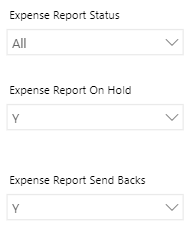 Expense Report Status
All
Expense Report On Hold
Y
Expense Report Send Backs
Y